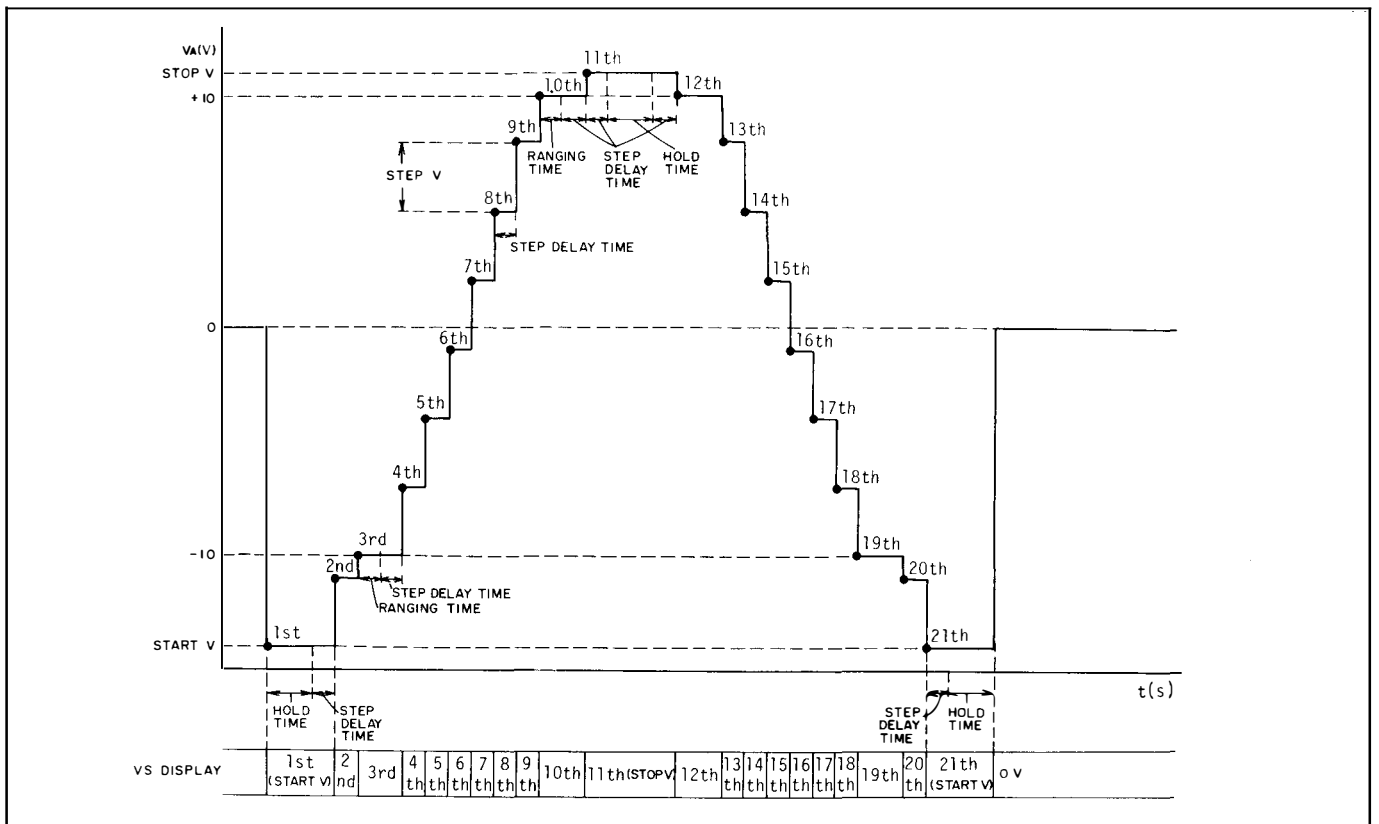 VA(V)
STOP V
+10
11th
10th
12th
9th
13th
RANGING
TIME
STEP
DELAY
TIME
HOLD
TIME
STEP V
8th
14th
STEP DELAY TIME
7th
15th
0
6th
16th
5th
17th
4th
18th
3rd
-10
19th
2nd
20th
STEP DELAY TIME
RANGING TIME
1st
21th
START V
t(s)
HOLD
TIME
STEP
DELAY
TIME
STEP
DELAY
TIME
HOLD
TIME
VS DISPLAY
1st
(START V)
2
nd
3rd
4
th
5
th
6
th
7
th
8
th
9
th
10th
11th(STOPV)
12th
13
th
14
th
15
th
16
th
17
th
18
th
19th
20
th
21th
(START V)
0 V